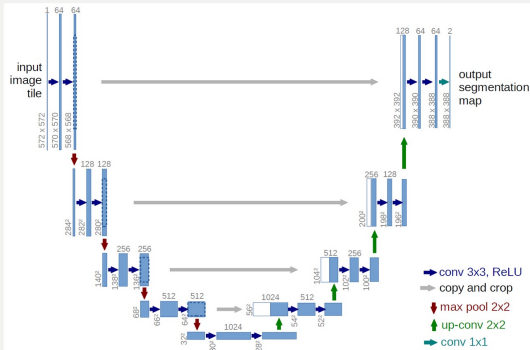 1 64 64
128 64 64 2
input
image
tile
output
segmentation
map
572 x 572
570 x 570
568 x 568
392 x 392
390 x 390
388 x 388
388 x 388
128 128
284²
282²
280²
256 128
200²
198²
196²
256 256
140²
138²
136²
512 256
104²
102²
100²
512 512
68²
66²
64²
1024 512
56²
54²
52²
1024
32²
30²
28²
conv 3x3, ReLU
copy and crop
max pool 2x2
up-conv 2x2
conv 1x1